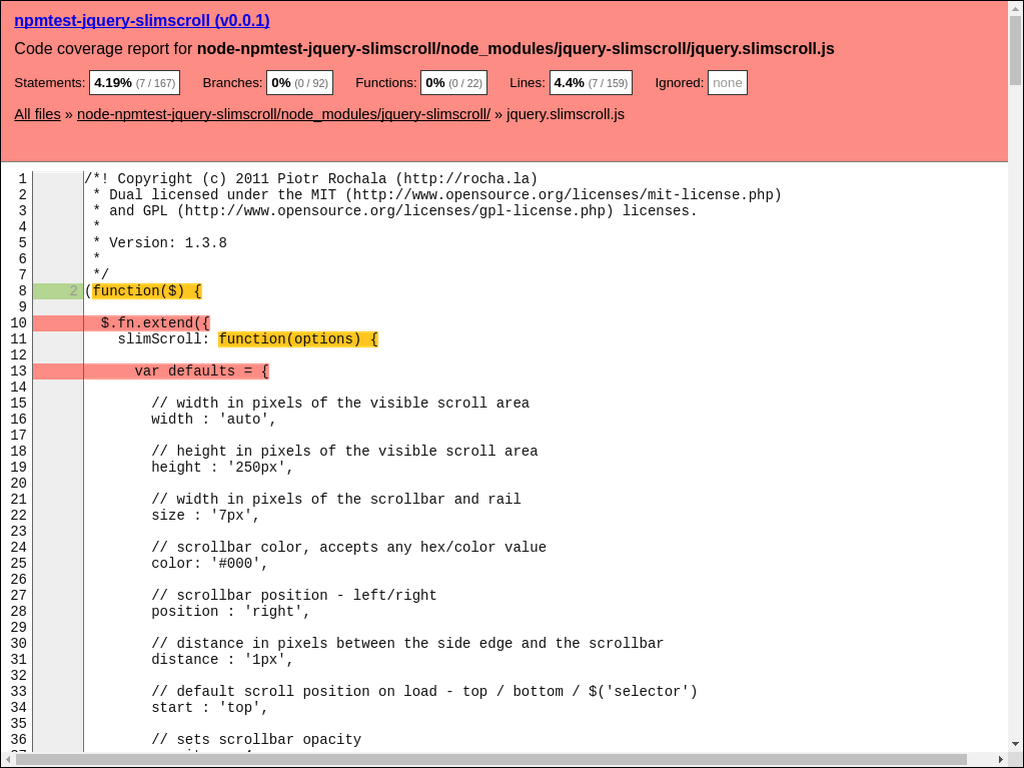 npmtest-jquery-slimscroll (v0.0.1)
Code coverage report for node-npmtest-jquery-slimscroll/node_modules/jquery-slimscroll/jquery.slimscroll.js
Statements: 4.19% (7 / 167) Branches: 0% (0 / 92) Functions: 0% (0 / 22) Lines: 4.4% (7 / 159) Ignored: none
All files » node-npmtest-jquery-slimscroll/node_modules/jquery-slimscroll/ » jquery.slimscroll.js
1 /*! Copyright (c) 2011 Piotr Rochala (http://rocha.la)
2  * Dual licensed under the MIT (http://www.opensource.org/licenses/mit-license.php)
3  * and GPL (http://www.opensource.org/licenses/gpl-license.php) licenses.
4  *
5  * Version: 1.3.8
6  *
7  */
8 2 (function($) {
9
10   $.fn.extend({
11     slimScroll: function(options) {
12
13       var defaults = {
14
15         // width in pixels of the visible scroll area
16         width : 'auto',
17
18         // height in pixels of the visible scroll area
19         height : '250px',
20
21         // width in pixels of the scrollbar and rail
22         size : '7px',
23
24         // scrollbar color, accepts any hex/color value
25         color: '#000',
26
27         // scrollbar position - left/right
28         position : 'right',
29
30         // distance in pixels between the side edge and the scrollbar
31         distance : '1px',
32
33         // default scroll position on load - top / bottom / $('selector')
34         start : 'top',
35
36         // sets scrollbar opacity